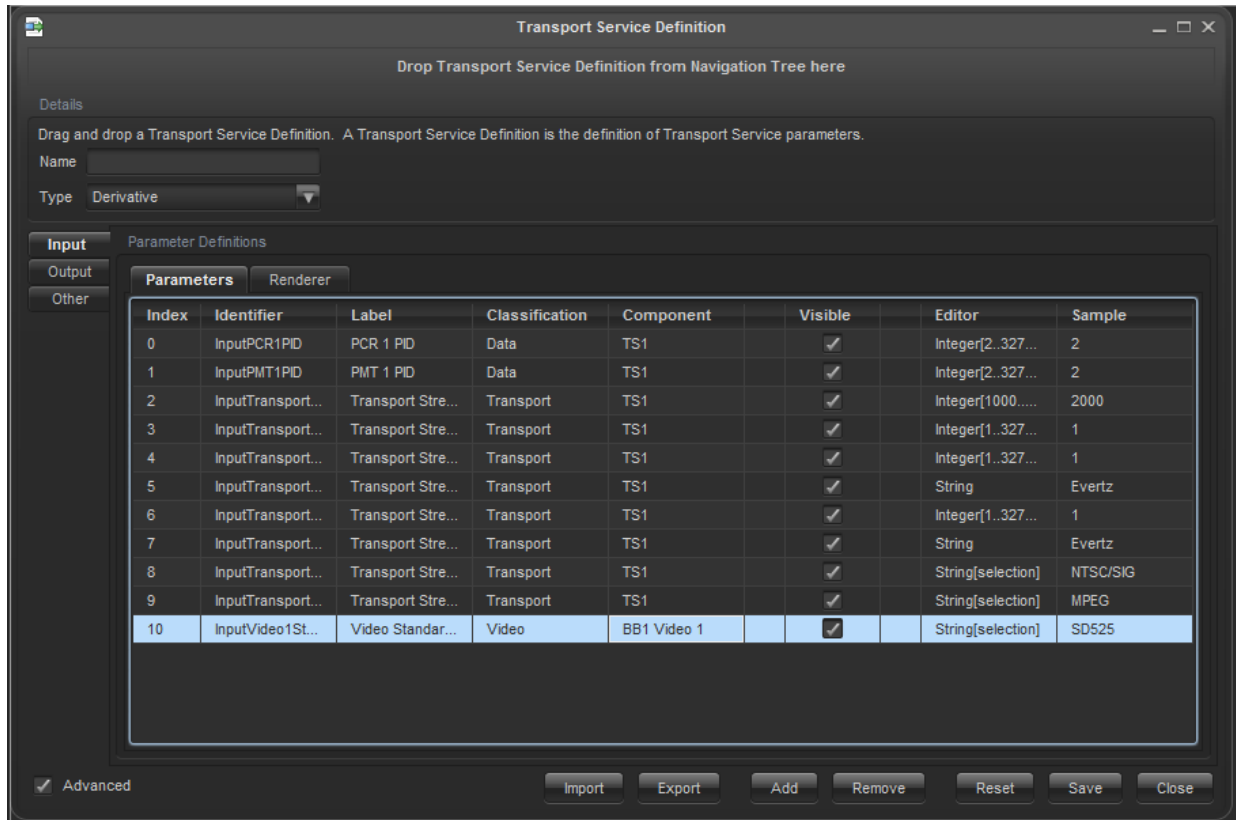 Transport Service Definition
Drop Transport Service Definition from Navigation Tree here
Details
Drag and drop a Transport Service Definition. A Transport Service Definition is the definition of Transport Service parameters.
Name
Type Derivative
Input
Output
Other
Parameter Definitions
Parameters Renderer
Index Identifier Label Classification Component Visible Editor Sample
0 InputPCR1PID PCR 1 PID Data TS1 Integer[2..327... 2
1 InputPMT1PID PMT 1 PID Data TS1 Integer[2..327... 2
2 InputTransport... Transport Stre... Transport TS1 Integer[1000..... 2000
3 InputTransport... Transport Stre... Transport TS1 Integer[1..327... 1
4 InputTransport... Transport Stre... Transport TS1 Integer[1..327... 1
5 InputTransport... Transport Stre... Transport TS1 String Evertz
6 InputTransport... Transport Stre... Transport TS1 Integer[1..327... 1
7 InputTransport... Transport Stre... Transport TS1 String Evertz
8 InputTransport... Transport Stre... Transport TS1 String[selection] NTSC/SIG
9 InputTransport... Transport Stre... Transport TS1 String[selection] MPEG
10 InputVideo1St... Video Standar... Video BB1 Video 1 String[selection] SD525
Advanced Import Export Add Remove Reset Save Close